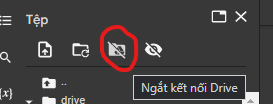 Tệp
..
Ngắt kết nối Drive
drive
{x}